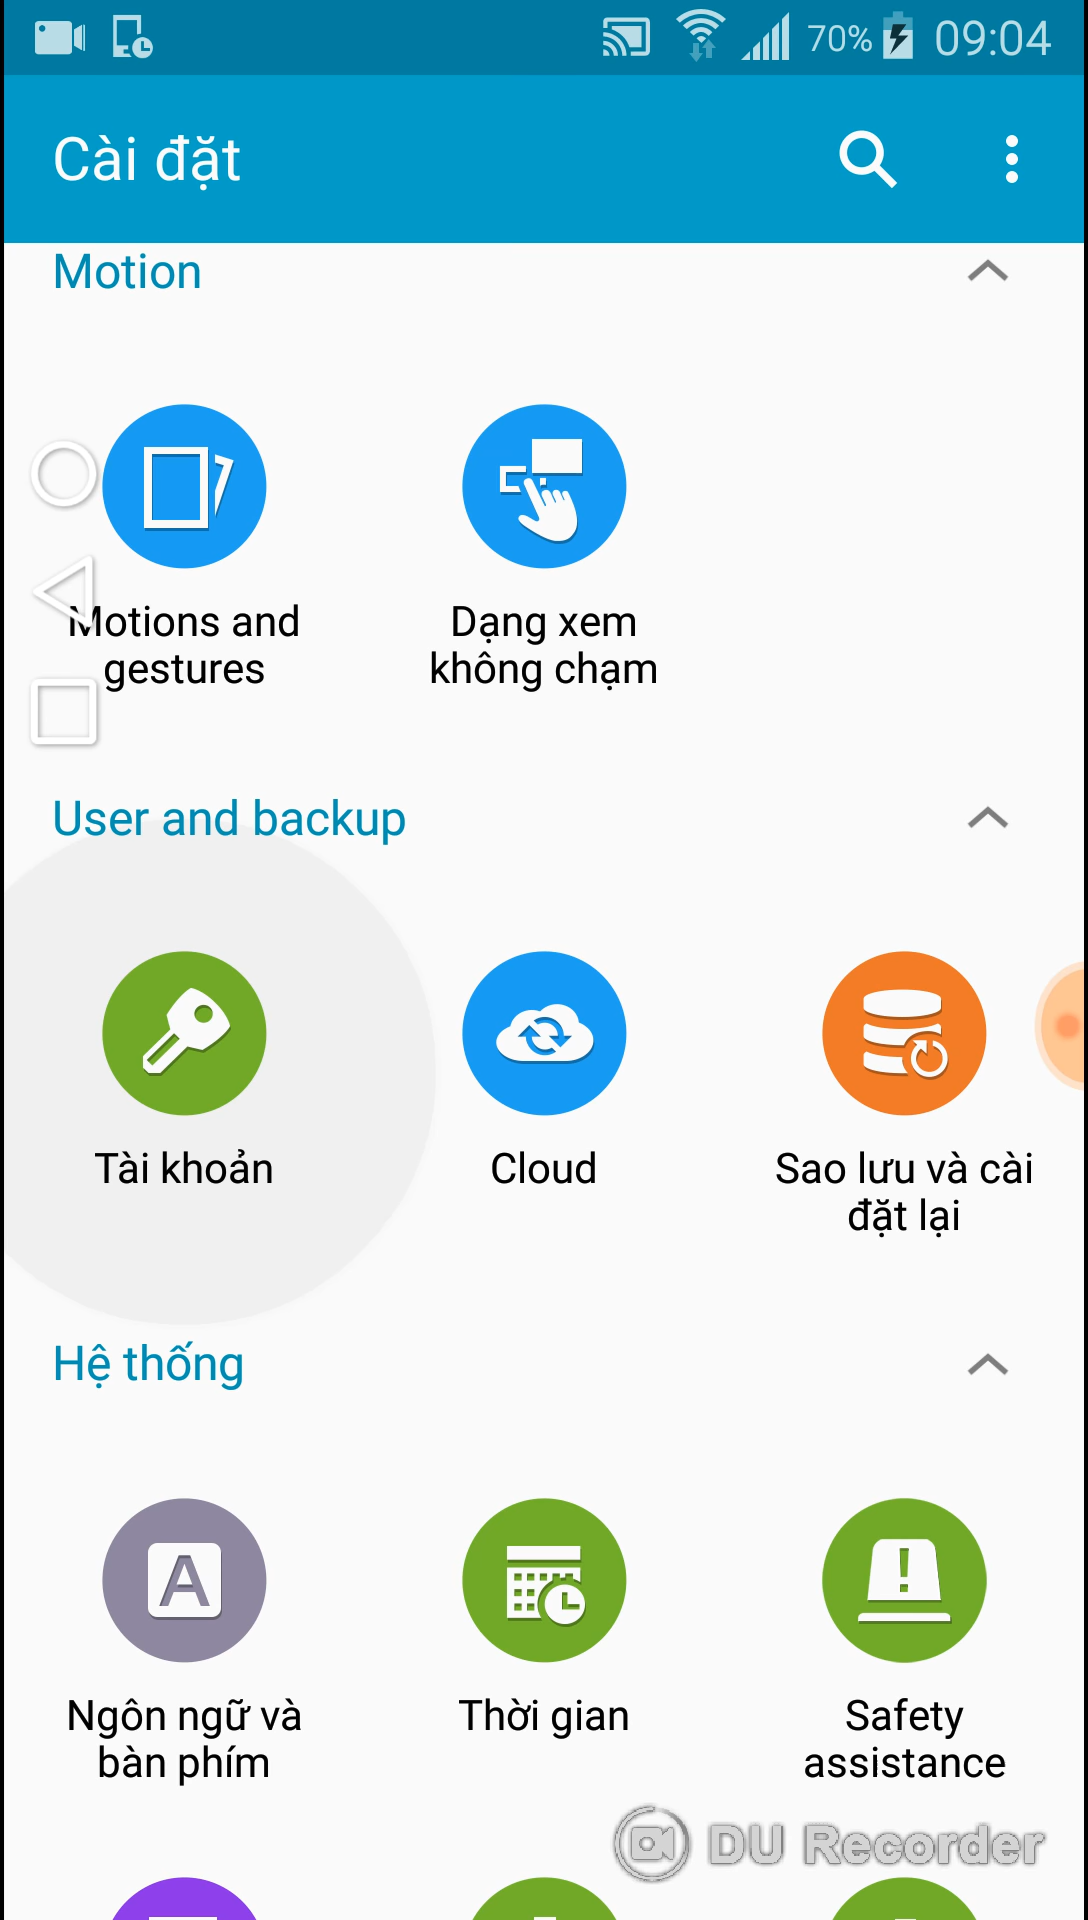 70% 09:04
Cài đặt
Motion
Motions and
gestures
Dạng xem
không chạm
User and backup
Tài khoản
Cloud
Sao lưu và cài
đặt lại
Hệ thống
A
Ngôn ngữ và
bàn phím
Thời gian
Safety
assistance
DU Recorder